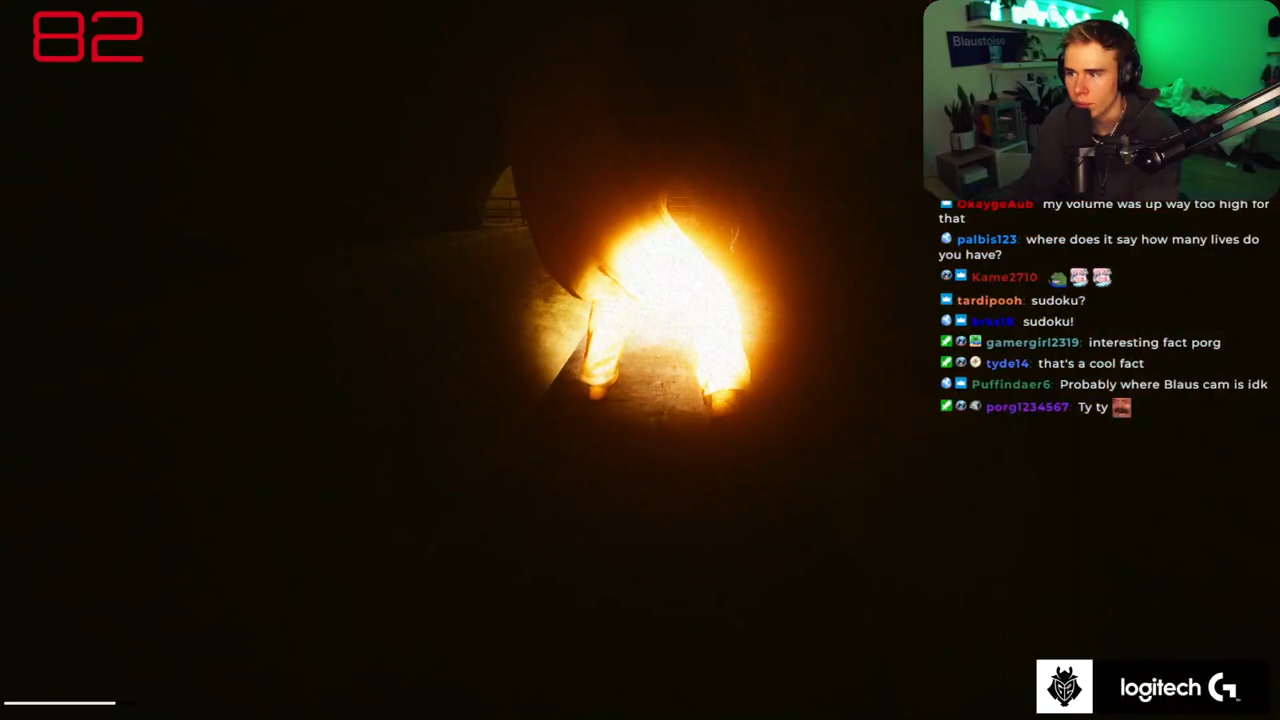 82
Blaustoise
OkaygeAub my volume was up way too high for
that
palbis123: where does it say how many lives do
you have?
Kame2710:
tardipooh: sudoku?
sudoku!
gamergirl2319: interesting fact porg
tyde14: that's a cool fact
Puffindaer6: Probably where Blaus cam is idk
porg1234567: Ty ty
logitech G